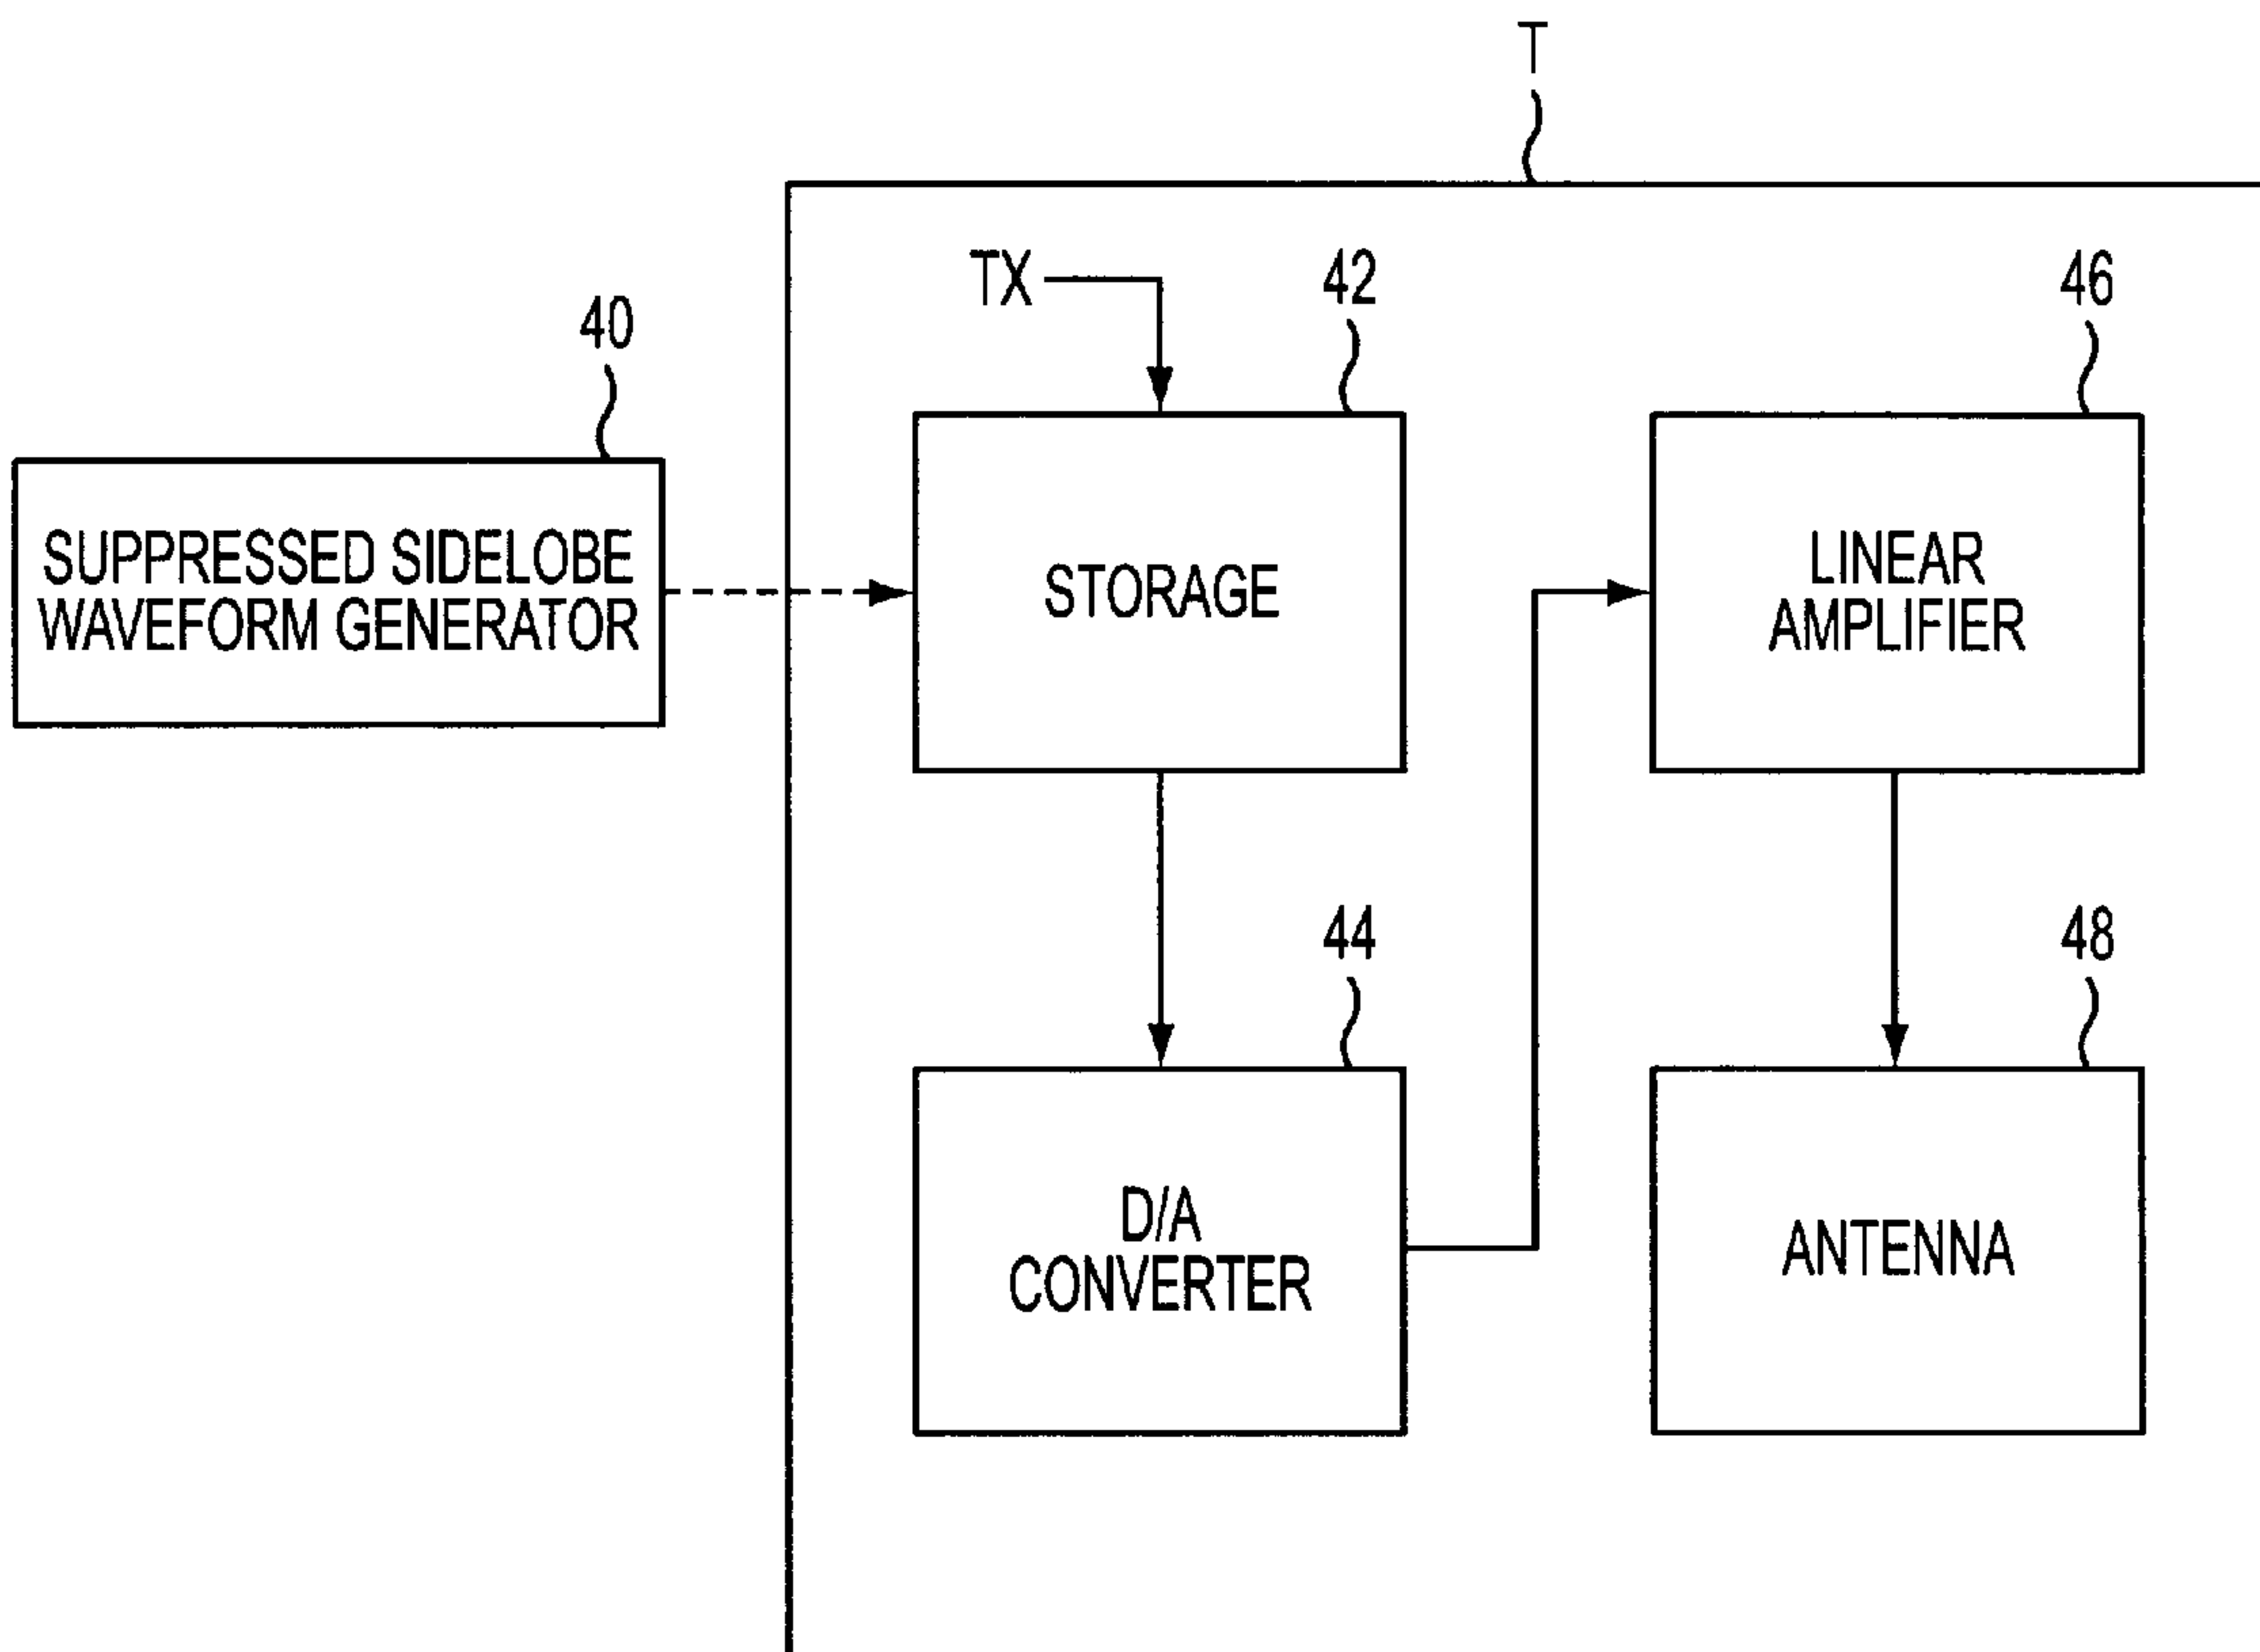 T
TX
42
46
40
SUPPRESSED SIDELOBE
WAVEFORM GENERATOR
STORAGE
LINEAR
AMPLIFIER
44
48
D/A
CONVERTER
ANTENNA